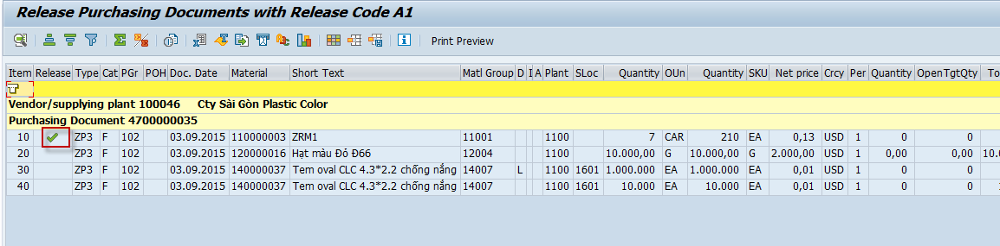 Release Purchasing Documents with Release Code A1
Print Preview
Item Release Type Cat PGr POH Doc. Date Material Short Text Matl Group D I A Plant SLoc Quantity OUn Quantity SKU Net price Crcy Per Quantity OpenTgtQty To
Vendor/supplying plant 100046 Cty Sài Gòn Plastic Color
Purchasing Document 4700000035
10 ZP3 F 102 03.09.2015 110000003 ZRM1 11001 1100 7 CAR 210 EA 0,13 USD 1 0 0
20 ZP3 F 102 03.09.2015 120000016 Hạt màu Đỏ Đ66 12004 1100 10.000,00 G 10.000,00 G 2.000,00 USD 1 0,00 0,00 10.
30 ZP3 F 102 03.09.2015 140000037 Tem oval CLC 4.3*2.2 chống nắng 14007 L 1100 1601 1.000.000 EA 1.000.000 EA 0,01 USD 1 0 0
40 ZP3 F 102 03.09.2015 140000037 Tem oval CLC 4.3*2.2 chống nắng 14007 1100 1601 10.000 EA 10.000 EA 0,01 USD 1 0 0